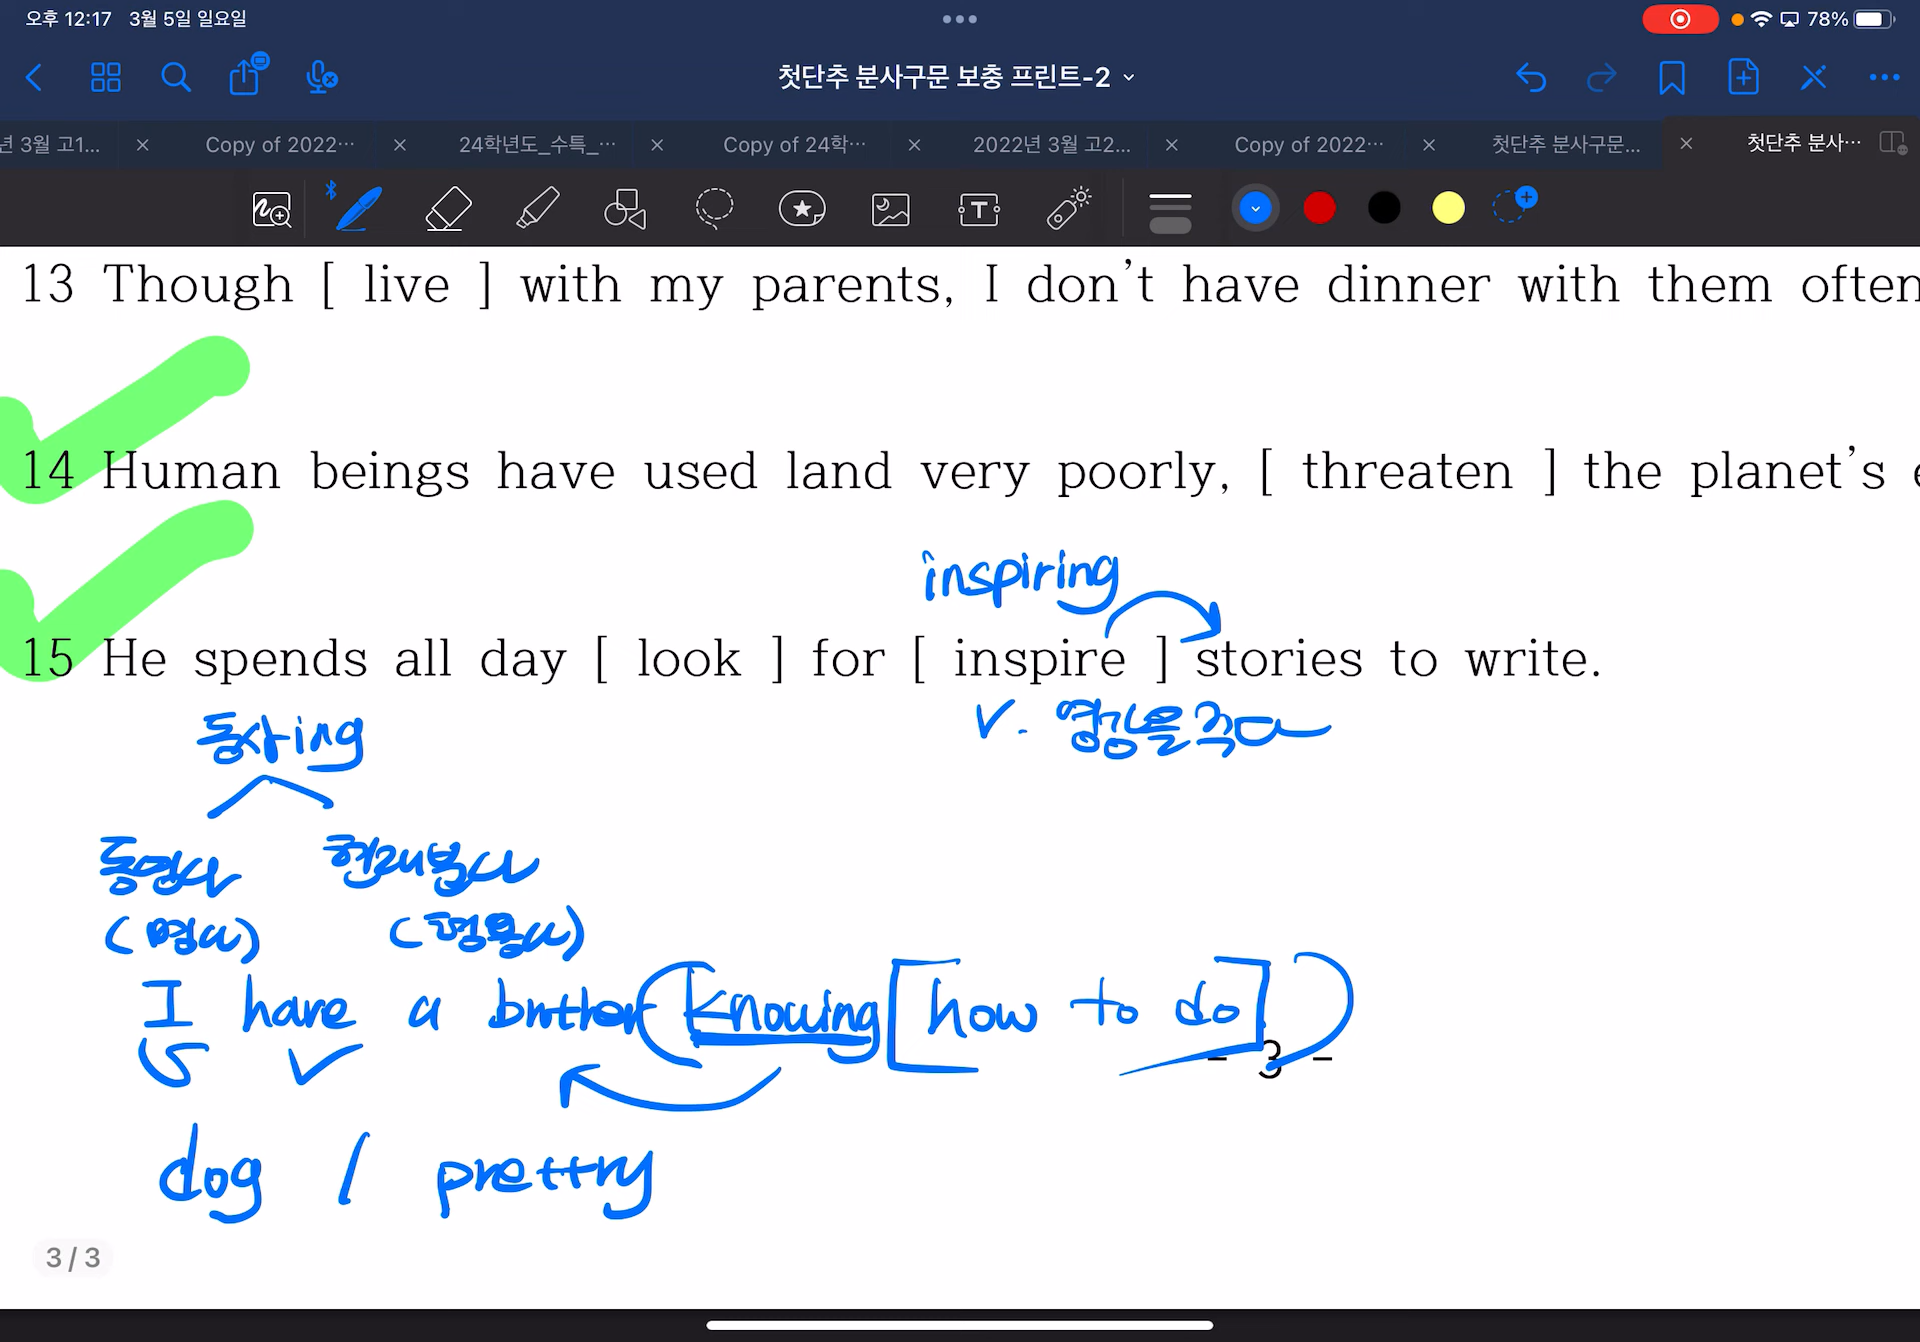 오후 12:17 3월 5일 일요일
78%
첫단추 분사구문 보충 프린트-2
년 3월 고1... Copy of 2022… 24학년도_수특_… Copy of 24학… 2022년 3월 고2... Copy of 2022… 첫단추 분사구문... 첫단추 분사…
13 Though [ live ] with my parents, I don't have dinner with them often
14 Human beings have used land very poorly, [ threaten ] the planet's e
inspiring
15 He spends all day [ look ] for [ inspire ] stories to write.
V. 영감을 주다
동사ing
동명사 현재분사
(명사) (형용사)
I have a brother (knowing [how to do])
- 3 -
dog / prettry
3 / 3